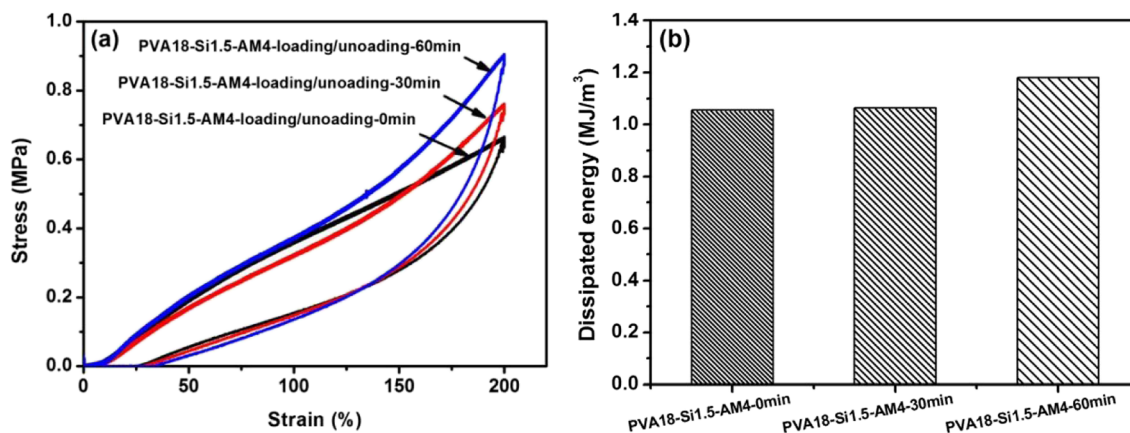 (a)
PVA18-Si1.5-AM4-loading/unoading-60min
PVA18-Si1.5-AM4-loading/unoading-30min
PVA18-Si1.5-AM4-loading/unoading-0min
Stress (MPa)
1.0
0.8
0.6
0.4
0.2
0.0
0 50 100 150 200
Strain (%)
(b)
Dissipated energy (MJ/m³)
1.4
1.2
1.0
0.8
0.6
0.4
0.2
0.0
PVA18-Si1.5-AM4-0min
PVA18-Si1.5-AM4-30min
PVA18-Si1.5-AM4-60min